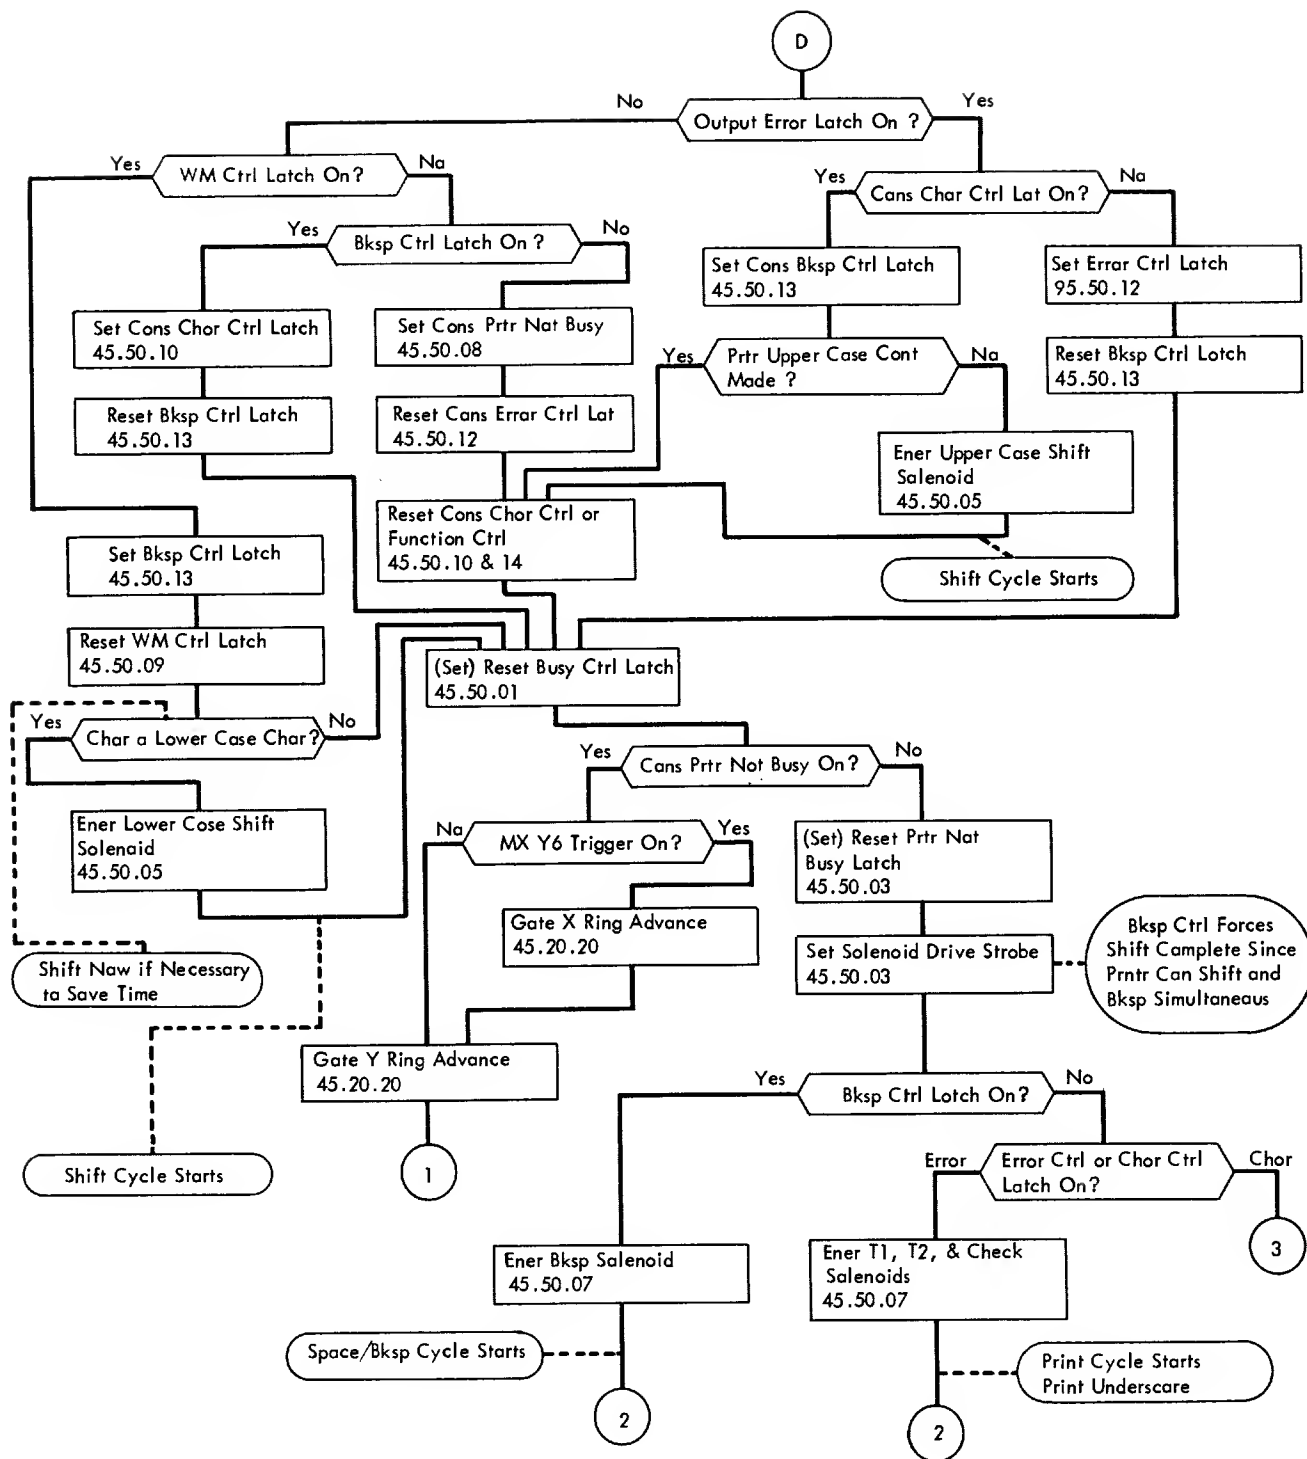 D
No
Yes
Output Error Latch On ?
Yes
WM Ctrl Latch On?
Na
Yes
Cans Char Ctrl Lat On?
Na
Yes
Bksp Ctrl Latch On ?
No
Set Cons Bksp Ctrl Latch
45.50.13
Set Errar Ctrl Latch
95.50.12
Set Cons Chor Ctrl Latch
45.50.10
Set Cons Prtr Nat Busy
45.50.08
Yes
Prtr Upper Case Cont
Made ?
Na
Reset Bksp Ctrl Lotch
45.50.13
Reset Bksp Ctrl Latch
45.50.13
Reset Cans Errar Ctrl Lat
45.50.12
Ener Upper Case Shift
Salenoid
45.50.05
Reset Cons Chor Ctrl or
Function Ctrl
45.50.10 & 14
Set Bksp Ctrl Lotch
45.50.13
Shift Cycle Starts
Reset WM Ctrl Latch
45.50.09
(Set) Reset Busy Ctrl Latch
45.50.01
Yes
Char a Lower Case Char?
No
Yes
Cans Prtr Not Busy On?
No
Ener Lower Cose Shift
Solenaid
45.50.05
Na
MX Y6 Trigger On?
Yes
(Set) Reset Prtr Nat
Busy Latch
45.50.03
Gate X Ring Advance
45.20.20
Set Solenoid Drive Strobe
45.50.03
Bksp Ctrl Forces
Shift Camplete Since
Prntr Can Shift and
Bksp Simultaneaus
Shift Naw if Necessary
ta Save Time
Gate Y Ring Advance
45.20.20
Yes
Bksp Ctrl Lotch On?
No
Shift Cycle Starts
1
Error
Error Ctrl or Chor Ctrl
Latch On?
Chor
3
Ener Bksp Salenoid
45.50.07
Ener T1, T2, & Check
Salenoids
45.50.07
Space/Bksp Cycle Starts
Print Cycle Starts
Print Underscare
2
2